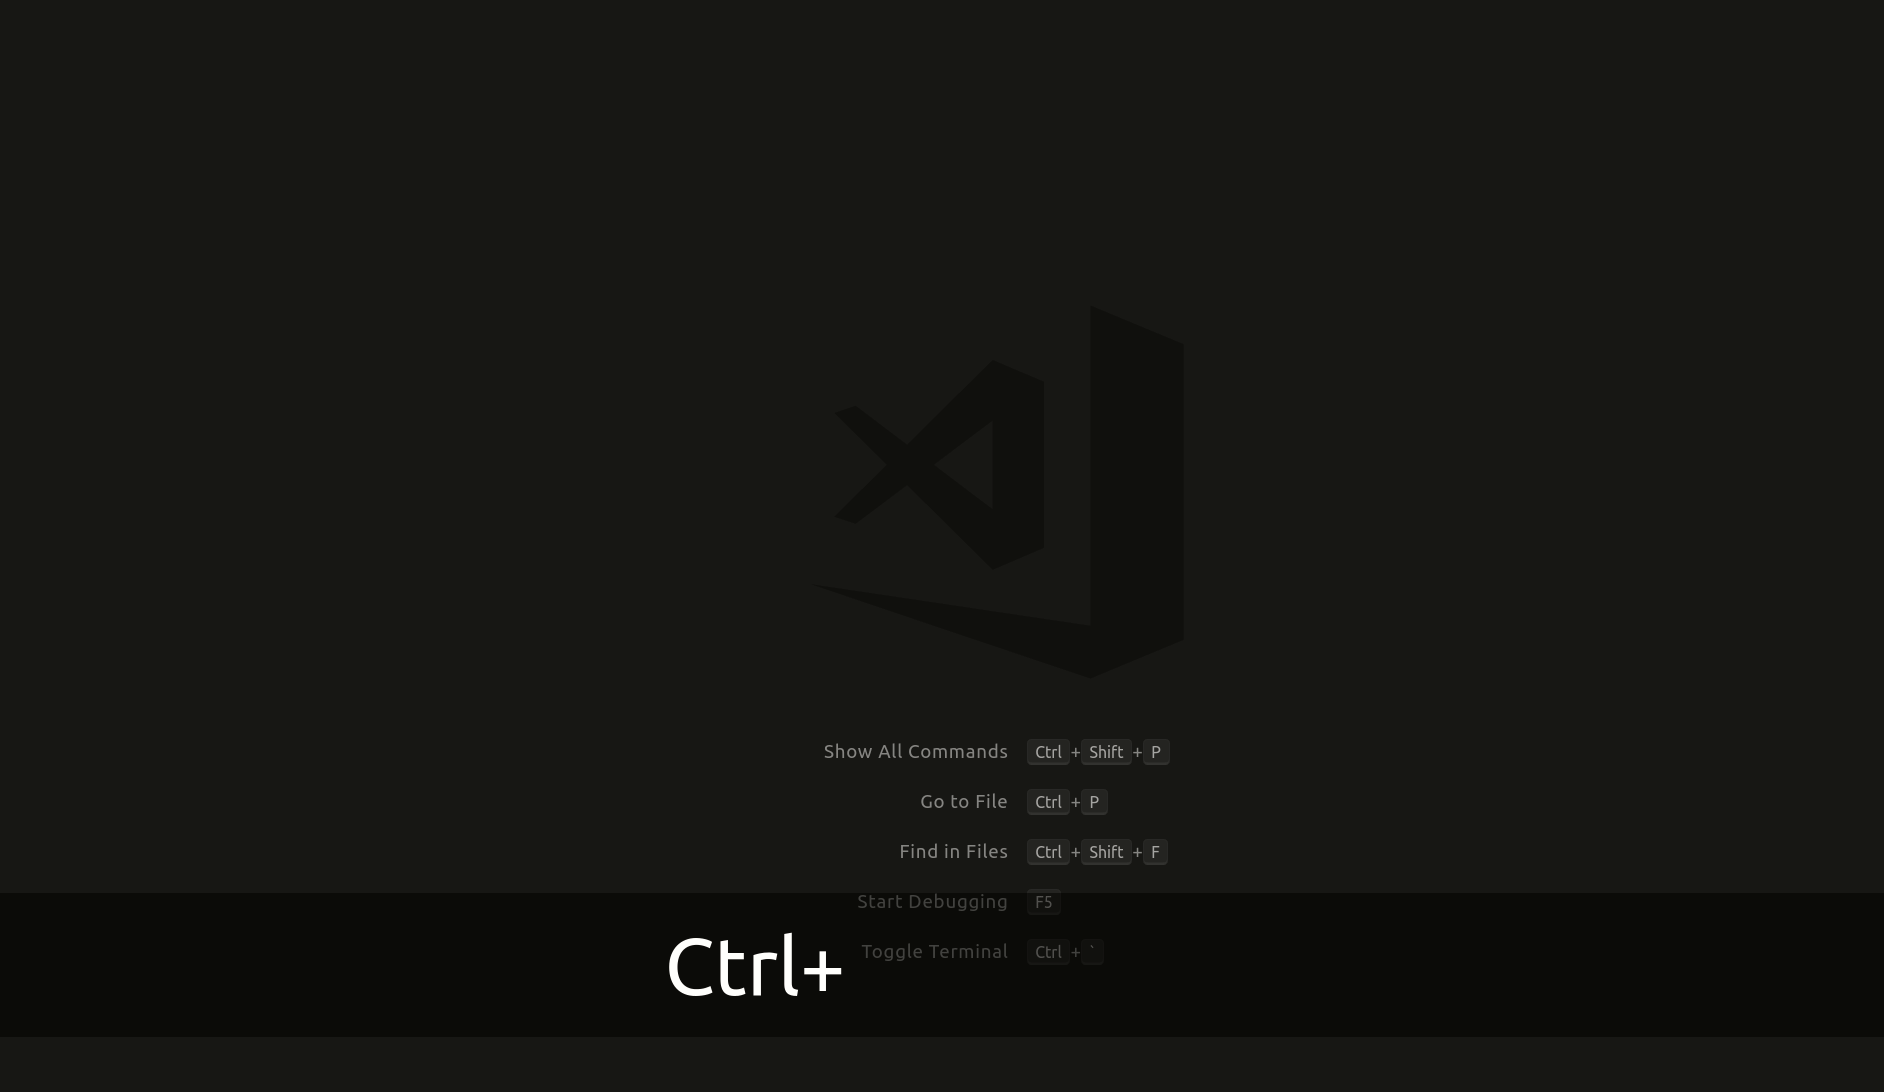 Show All Commands Ctrl+Shift+P
Go to File Ctrl+P
Find in Files Ctrl+Shift+F
Start Debugging F5
Toggle Terminal Ctrl+`
Ctrl+